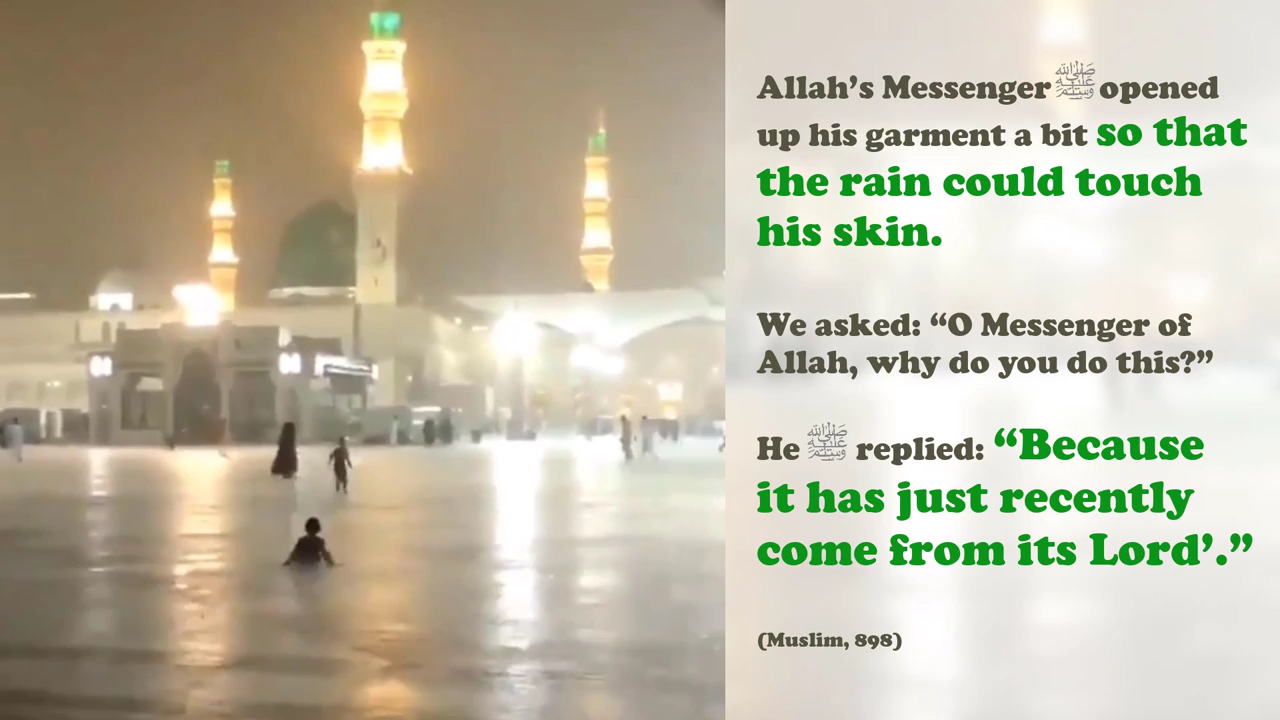 Allah’s Messenger ﷺ opened
up his garment a bit so that
the rain could touch
his skin.
We asked: “O Messenger of
Allah, why do you do this?”
He ﷺ replied: “Because
it has just recently
come from its Lord’.”
(Muslim, 898)